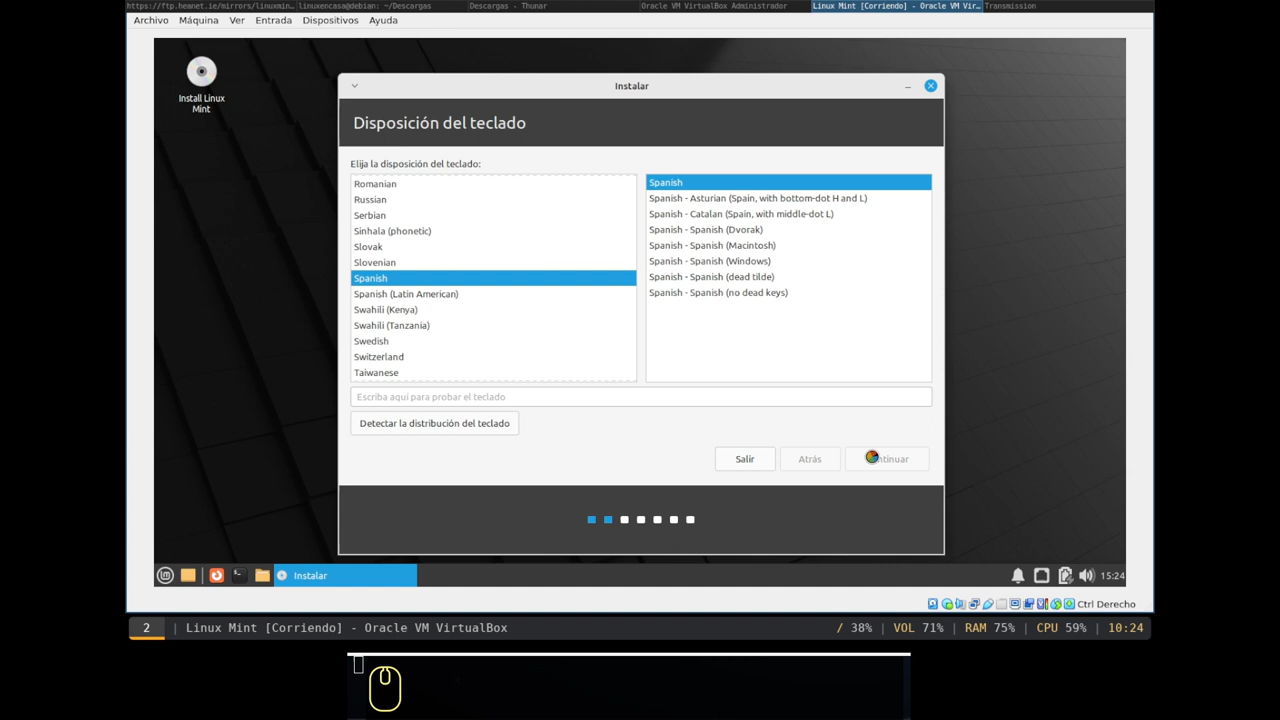 https://ftp.heanet.ie/mirrors/linuxmin… linuxencasa@debian: ~/Descargas Descargas - Thunar Oracle VM VirtualBox Administrador Linux Mint [Corriendo] - Oracle VM Vir… Transmission
Archivo Máquina Ver Entrada Dispositivos Ayuda
Install Linux
Mint
Instalar
Disposición del teclado
Elija la disposición del teclado:
Romanian
Russian
Serbian
Sinhala (phonetic)
Slovak
Slovenian
Spanish
Spanish (Latin American)
Swahili (Kenya)
Swahili (Tanzania)
Swedish
Switzerland
Taiwanese
Spanish
Spanish - Asturian (Spain, with bottom-dot H and L)
Spanish - Catalan (Spain, with middle-dot L)
Spanish - Spanish (Dvorak)
Spanish - Spanish (Macintosh)
Spanish - Spanish (Windows)
Spanish - Spanish (dead tilde)
Spanish - Spanish (no dead keys)
Escriba aquí para probar el teclado
Detectar la distribución del teclado
Salir Atrás Continuar
Instalar
15:24
Ctrl Derecho
2 | Linux Mint [Corriendo] - Oracle VM VirtualBox
/ 38% | VOL 71% | RAM 75% | CPU 59% | 10:24